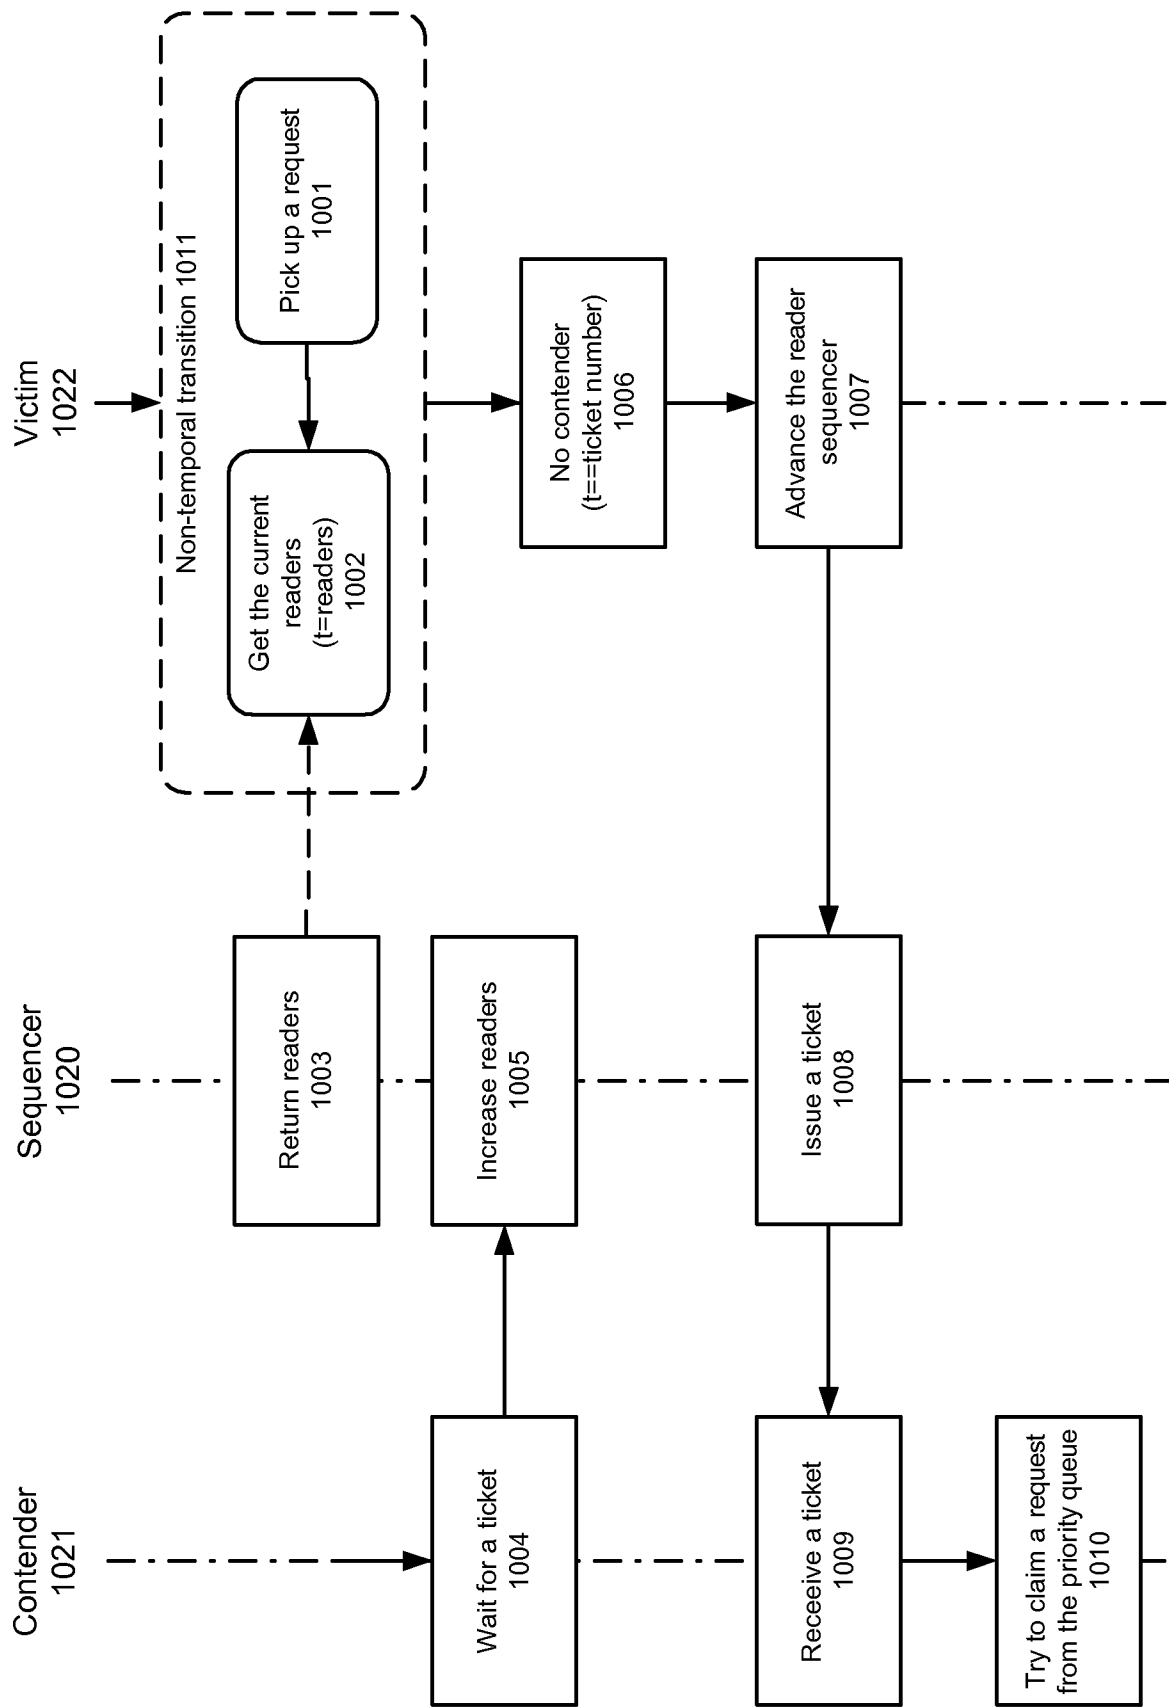 Contender
1021
Sequencer
1020
Victim
1022
Non-temporal transition 1011
Pick up a request
1001
Get the current
readers
(t=readers)
1002
Return readers
1003
Wait for a ticket
1004
Increase readers
1005
No contender
(t==ticket number)
1006
Advance the reader
sequencer
1007
Issue a ticket
1008
Receeive a ticket
1009
Try to claim a request
from the priority queue
1010